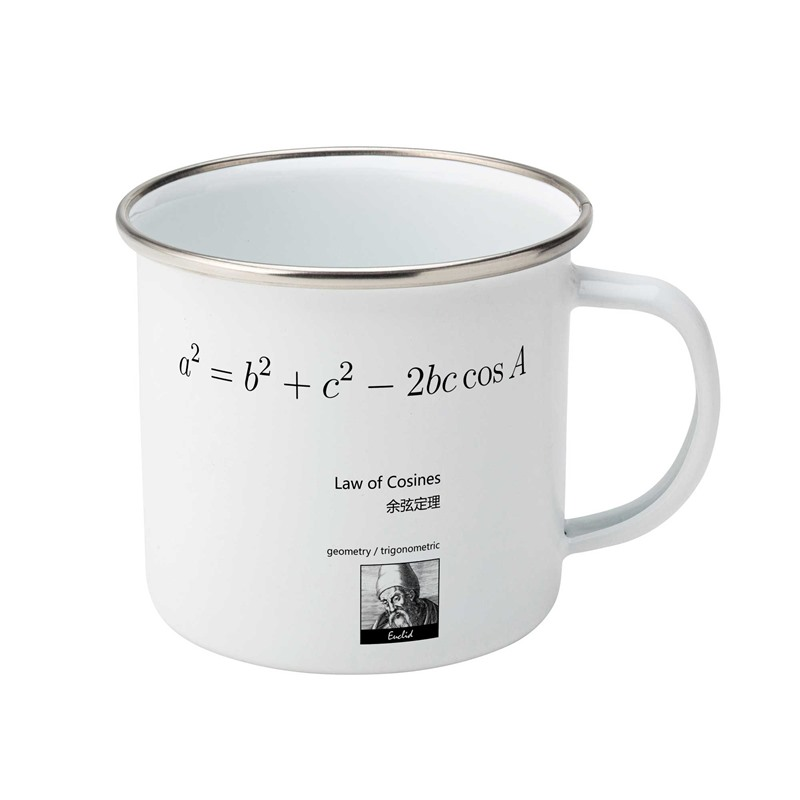 a² = b² + c² − 2bc cos A
Law of Cosines
余弦定理
geometry / trigonometric
Euclid